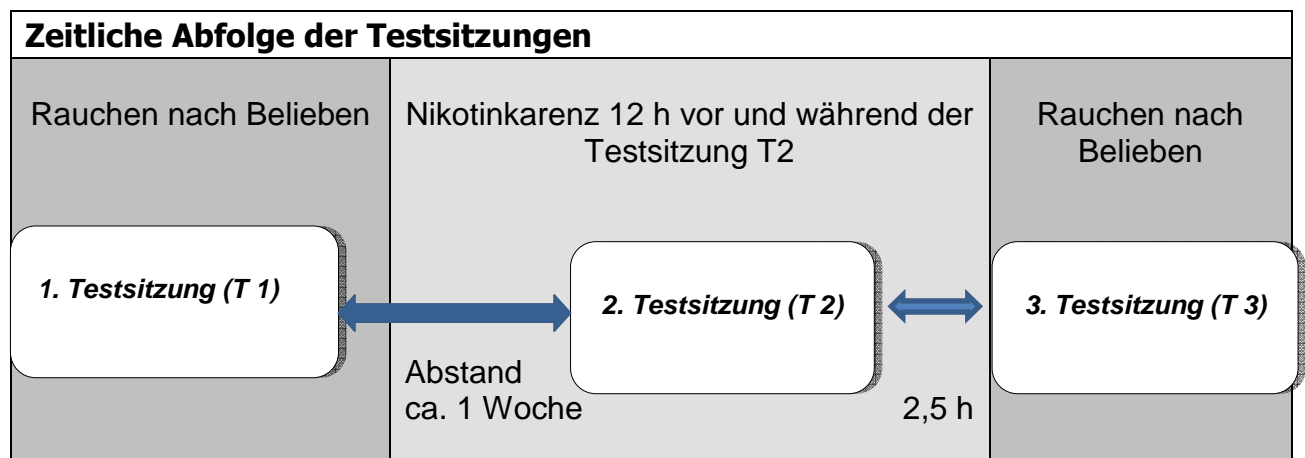 Zeitliche Abfolge der Testsitzungen
Rauchen nach Belieben
Nikotinkarenz 12 h vor und während der
Testsitzung T2
Rauchen nach
Belieben
1. Testsitzung (T 1)
2. Testsitzung (T 2)
3. Testsitzung (T 3)
Abstand
ca. 1 Woche
2,5 h